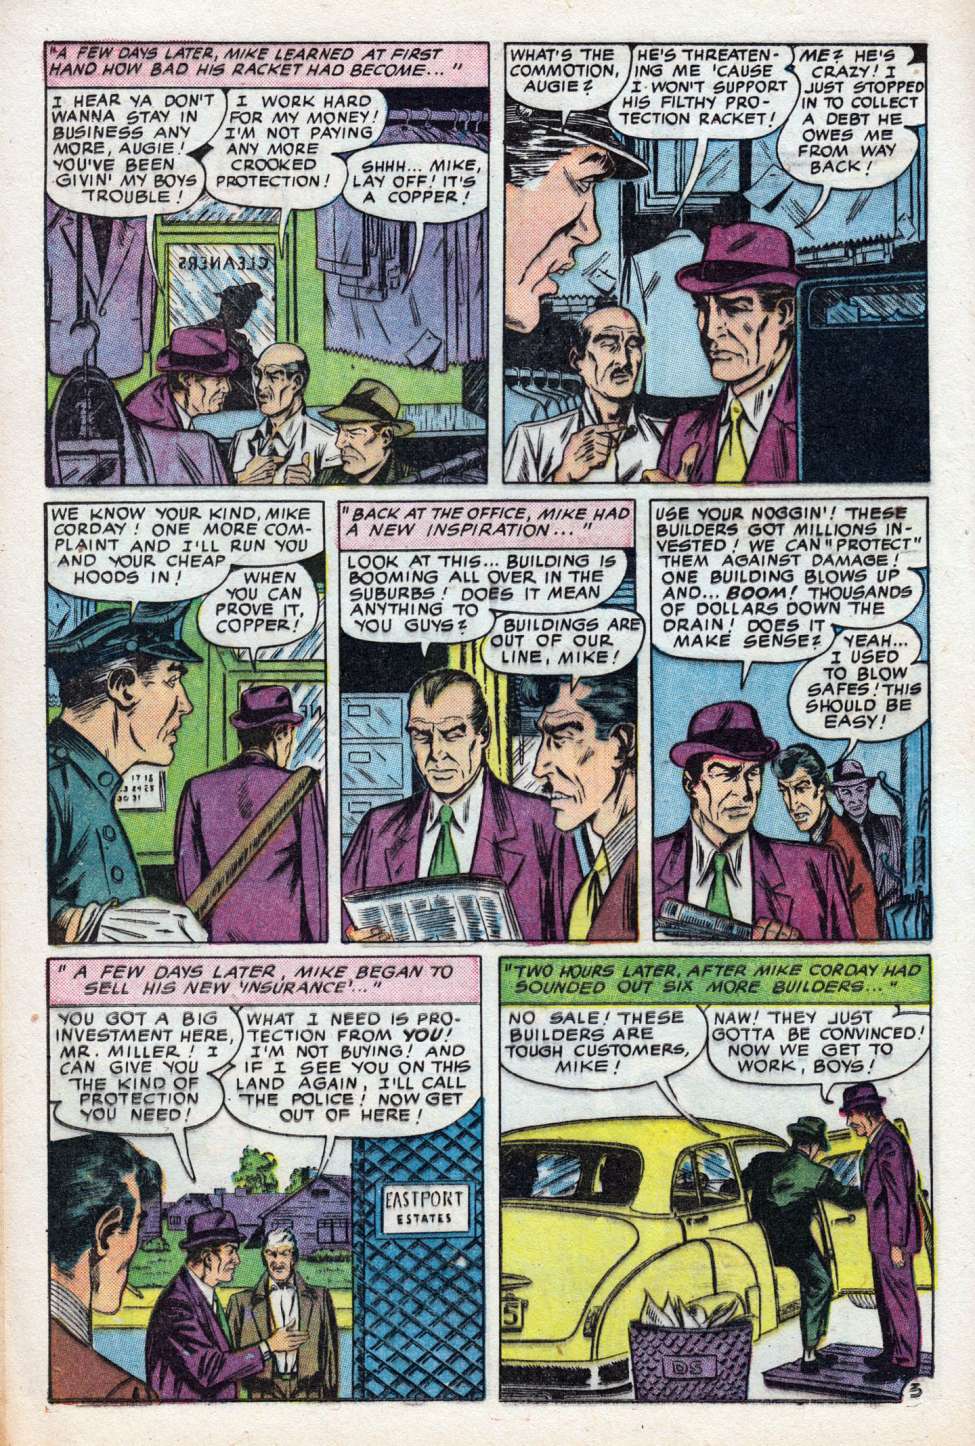 "A FEW DAYS LATER, MIKE LEARNED AT FIRST
HAND HOW BAD HIS RACKET HAD BECOME..."
I HEAR YA DON'T
WANNA STAY IN
BUSINESS ANY
MORE, AUGIE!
YOU'VE BEEN
GIVIN' MY BOYS
TROUBLE!
I WORK HARD
FOR MY MONEY!
I'M NOT PAYING
ANY MORE
CROOKED
PROTECTION!
SHHH... MIKE,
LAY OFF! IT'S
A COPPER!
CLEANERS
WHAT'S THE
COMMOTION,
AUGIE?
HE'S THREATEN-
ING ME 'CAUSE
I WON'T SUPPORT
HIS FILTHY PRO-
TECTION RACKET!
ME? HE'S
CRAZY! I
JUST STOPPED
IN TO COLLECT
A DEBT HE
OWES ME
FROM WAY
BACK!
WE KNOW YOUR KIND, MIKE
CORDAY! ONE MORE COM-
PLAINT AND I'LL RUN YOU
AND YOUR CHEAP
HOODS IN!
WHEN
YOU CAN
PROVE IT,
COPPER!
17 18
23 24 25
30 31
"BACK AT THE OFFICE, MIKE HAD
A NEW INSPIRATION..."
LOOK AT THIS... BUILDING IS
BOOMING ALL OVER IN THE
SUBURBS! DOES IT MEAN
ANYTHING TO
YOU GUYS?
BUILDINGS ARE
OUT OF OUR
LINE, MIKE!
USE YOUR NOGGIN'! THESE
BUILDERS GOT MILLIONS IN-
VESTED! WE CAN "PROTECT"
THEM AGAINST DAMAGE!
ONE BUILDING BLOWS UP
AND... BOOM! THOUSANDS
OF DOLLARS DOWN THE
DRAIN! DOES IT
MAKE SENSE?
YEAH...
I USED
TO BLOW
SAFES! THIS
SHOULD BE
EASY!
"A FEW DAYS LATER, MIKE BEGAN TO
SELL HIS NEW 'INSURANCE'..."
YOU GOT A BIG
INVESTMENT HERE,
MR. MILLER! I
CAN GIVE YOU
THE KIND OF
PROTECTION
YOU NEED!
WHAT I NEED IS PRO-
TECTION FROM YOU!
I'M NOT BUYING! AND
IF I SEE YOU ON THIS
LAND AGAIN, I'LL CALL
THE POLICE! NOW GET
OUT OF HERE!
EASTPORT
ESTATES
"TWO HOURS LATER, AFTER MIKE CORDAY HAD
SOUNDED OUT SIX MORE BUILDERS..."
NO SALE! THESE
BUILDERS ARE
TOUGH CUSTOMERS,
MIKE!
NAW! THEY JUST
GOTTA BE CONVINCED!
NOW WE GET TO
WORK, BOYS!
5
DS
3